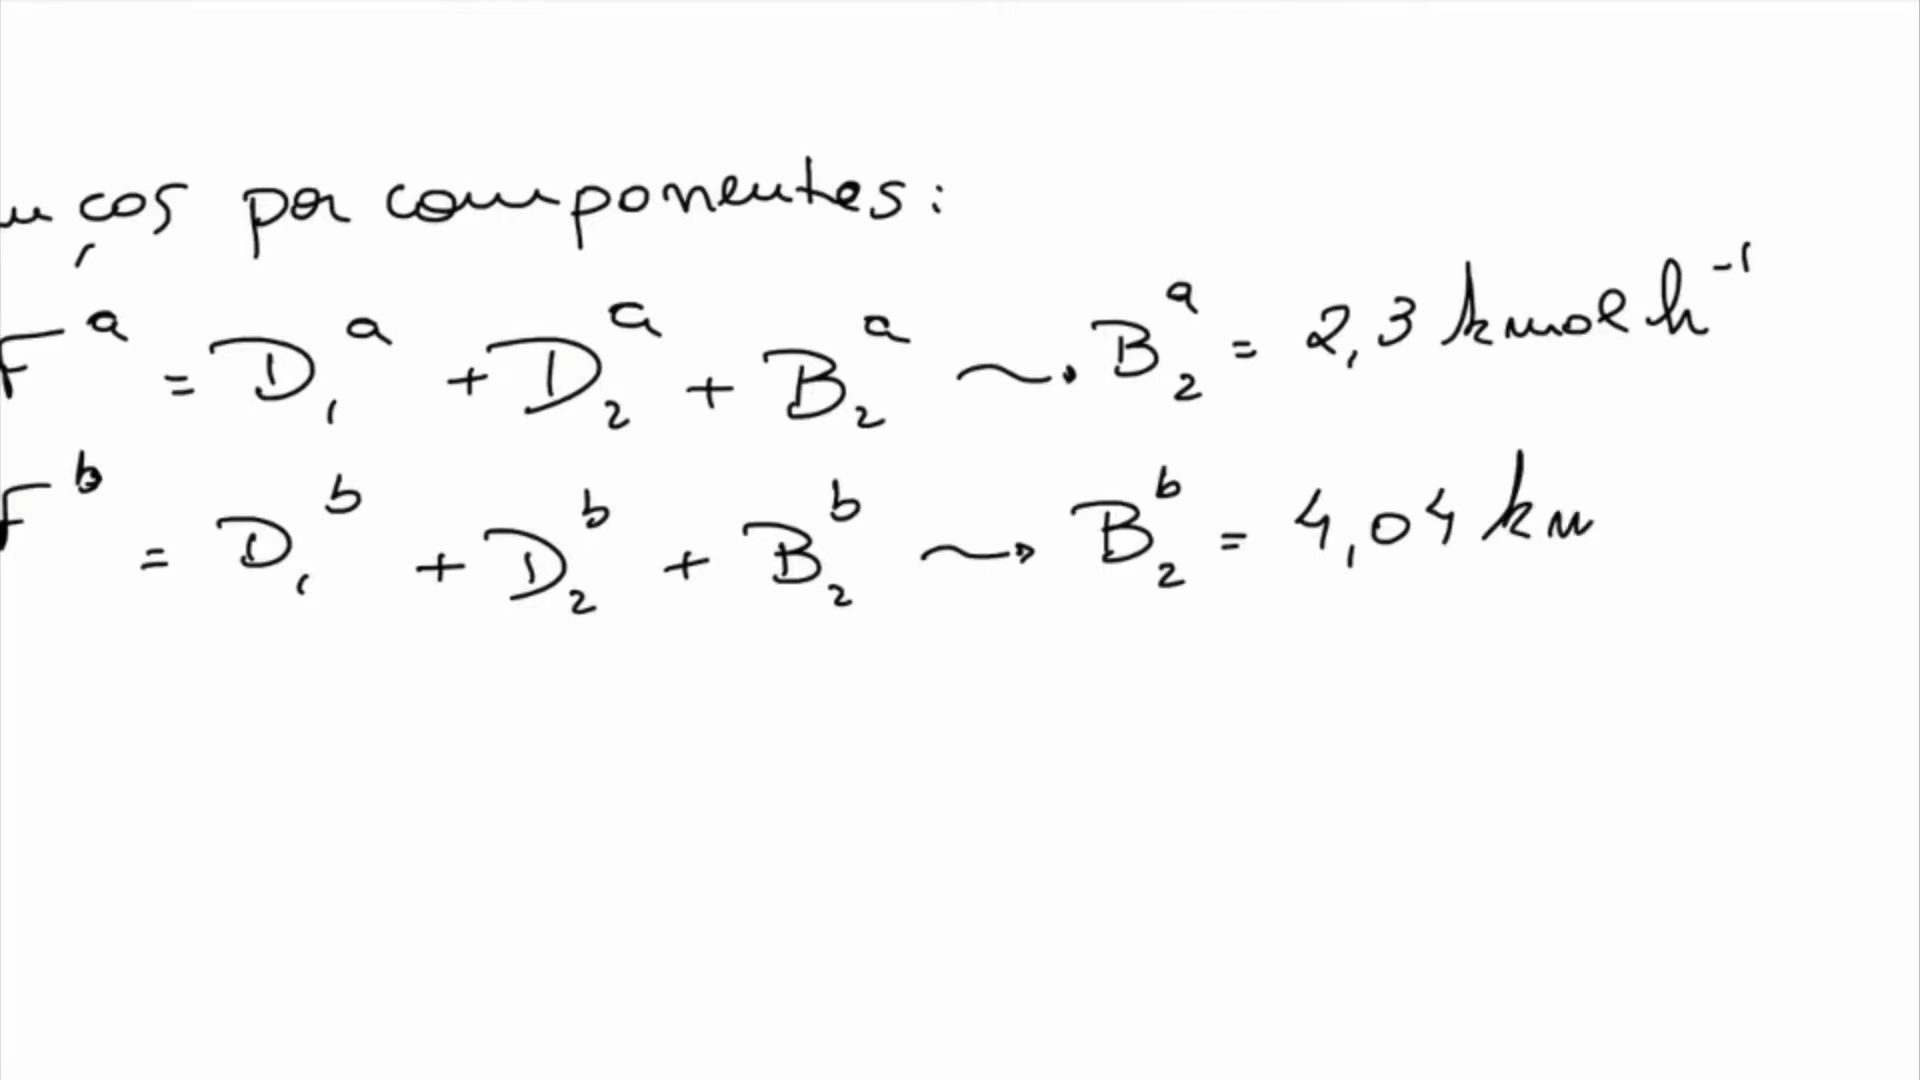 ços por componentes:
F^a = D_1^a + D_2^a + B_2^a ⇝ B_2^a = 2,3 kmol h^-1
F^b = D_1^b + D_2^b + B_2^b ⇝ B_2^b = 4,04 km